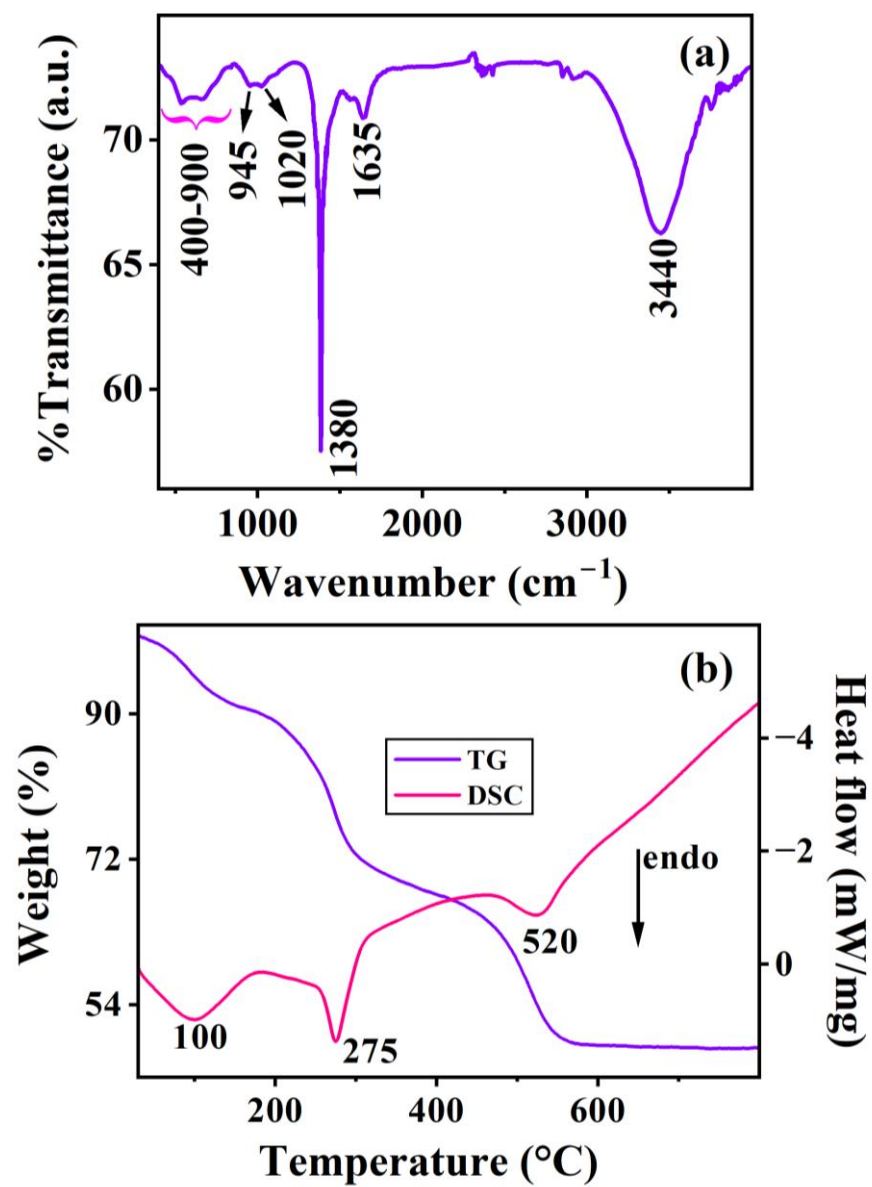 (a)
%Transmittance (a.u.)
70
65
60
400-900
945
1020
1380
1635
3440
1000 2000 3000
Wavenumber (cm⁻¹)
(b)
Weight (%)
90
72
54
TG
DSC
endo
100
275
520
−4
−2
0
Heat flow (mW/mg)
200 400 600
Temperature (°C)